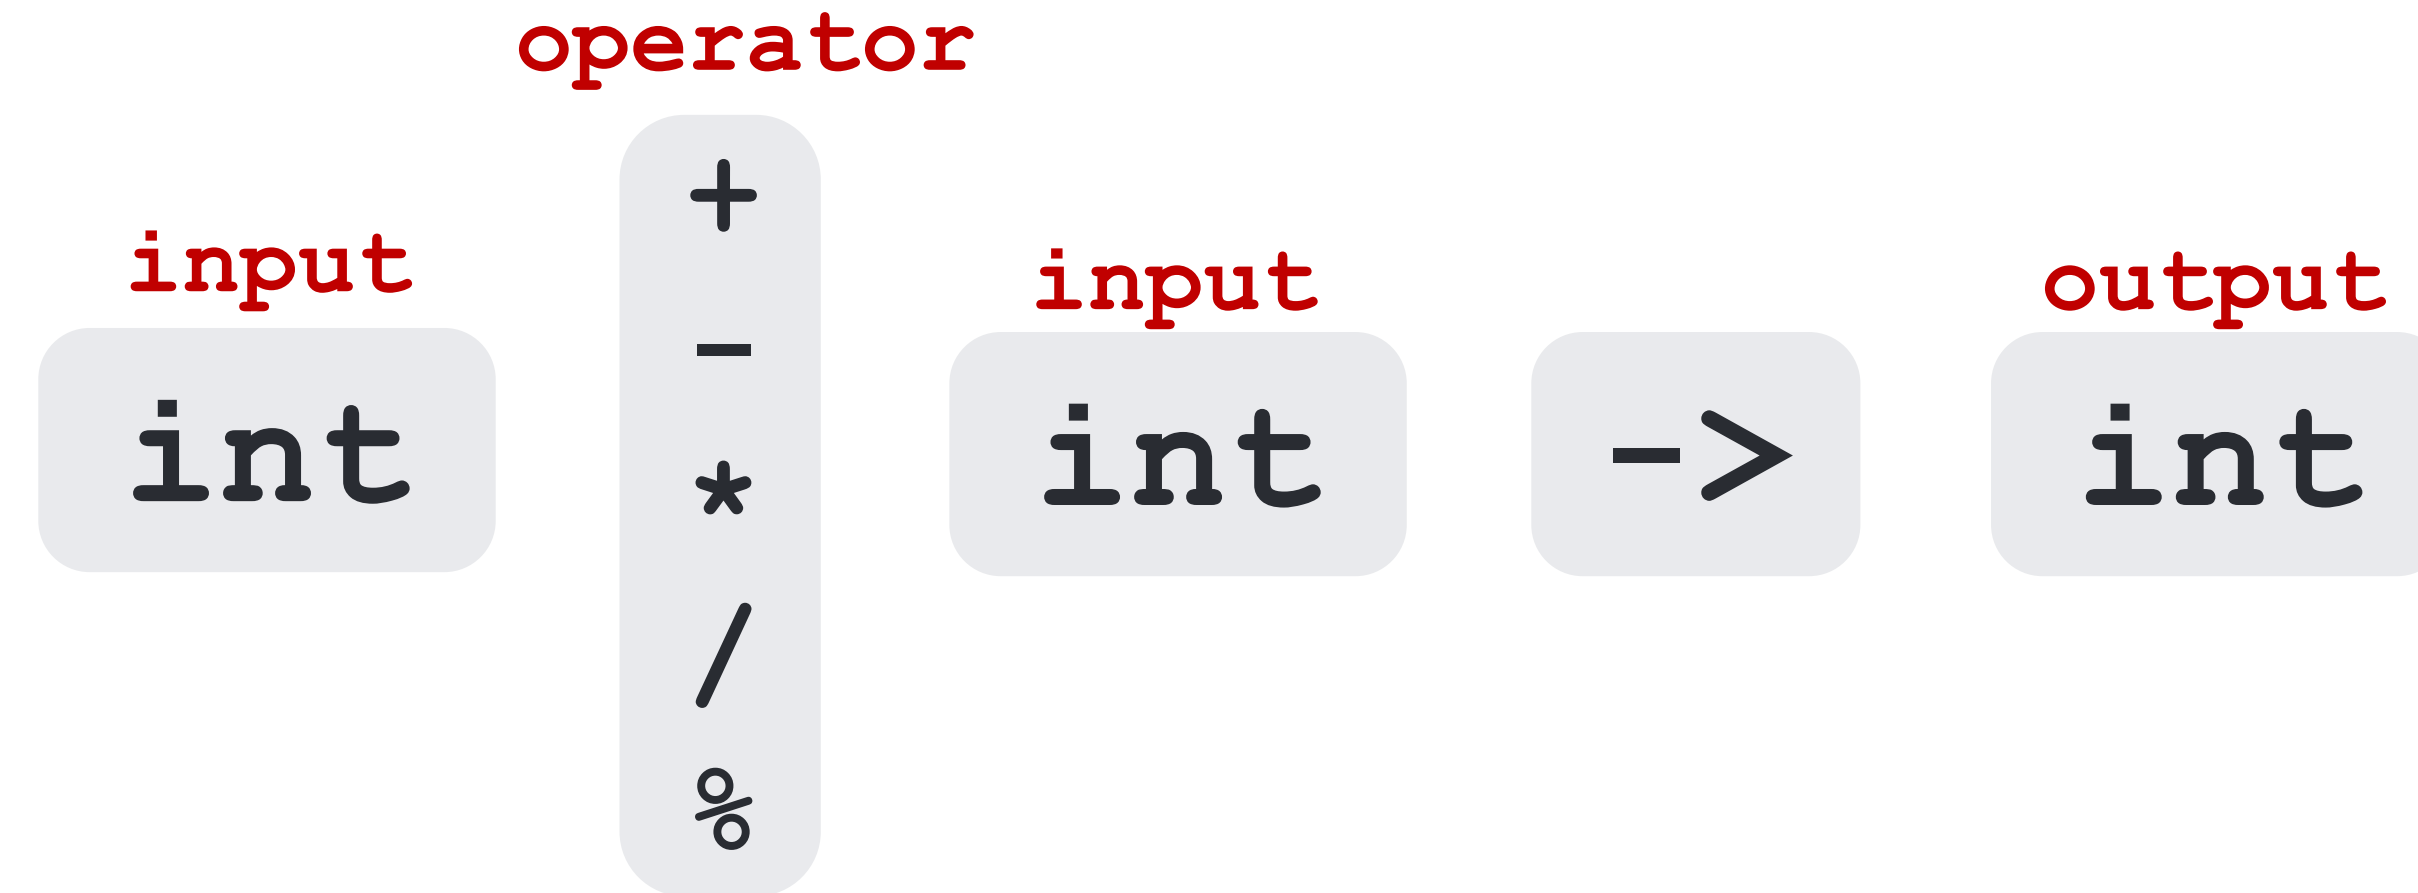 operator
input
int
+
-
*
/
%
input
int
->
output
int